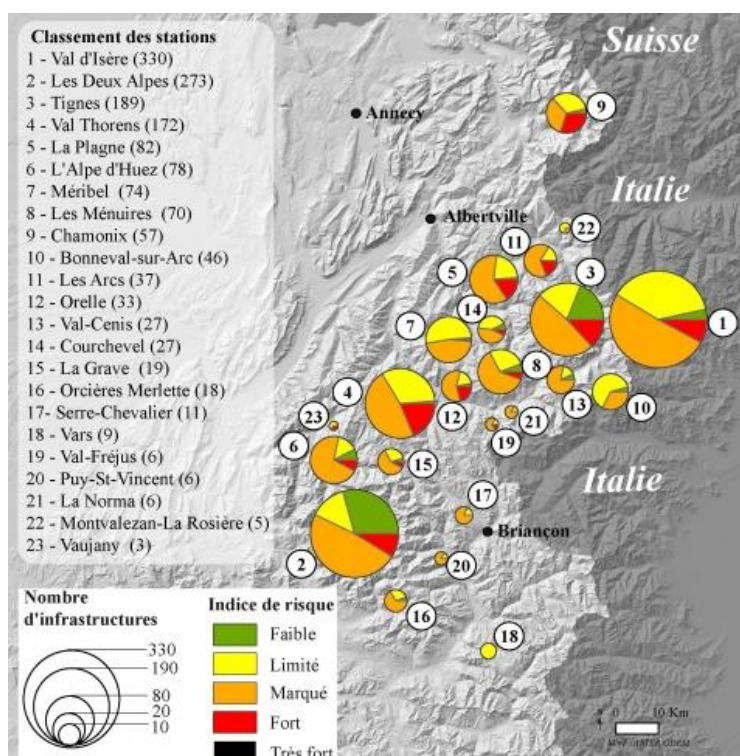 Classement des stations
1 - Val d'Isère (330)
2 - Les Deux Alpes (273)
3 - Tignes (189)
4 - Val Thorens (172)
5 - La Plagne (82)
6 - L'Alpe d'Huez (78)
7 - Méribel (74)
8 - Les Ménuires (70)
9 - Chamonix (57)
10 - Bonneval-sur-Arc (46)
11 - Les Arcs (37)
12 - Orelle (33)
13 - Val-Cenis (27)
14 - Courchevel (27)
15 - La Grave (19)
16 - Orcières Merlette (18)
17- Serre-Chevalier (11)
18 - Vars (9)
19 - Val-Fréjus (6)
20 - Puy-St-Vincent (6)
21 - La Norma (6)
22 - Montvalezan-La Rosière (5)
23 - Vaujany (3)
Suisse
Annecy
9
Italie
Albertville
22
11
5
3
14
7
1
8
4
12
13
10
23
21
19
6
15
Italie
17
Briançon
2
20
16
18
Nombre
d'infrastructures
330
190
80
20
10
Indice de risque
Faible
Limité
Marqué
Fort
Très fort
0 10 Km